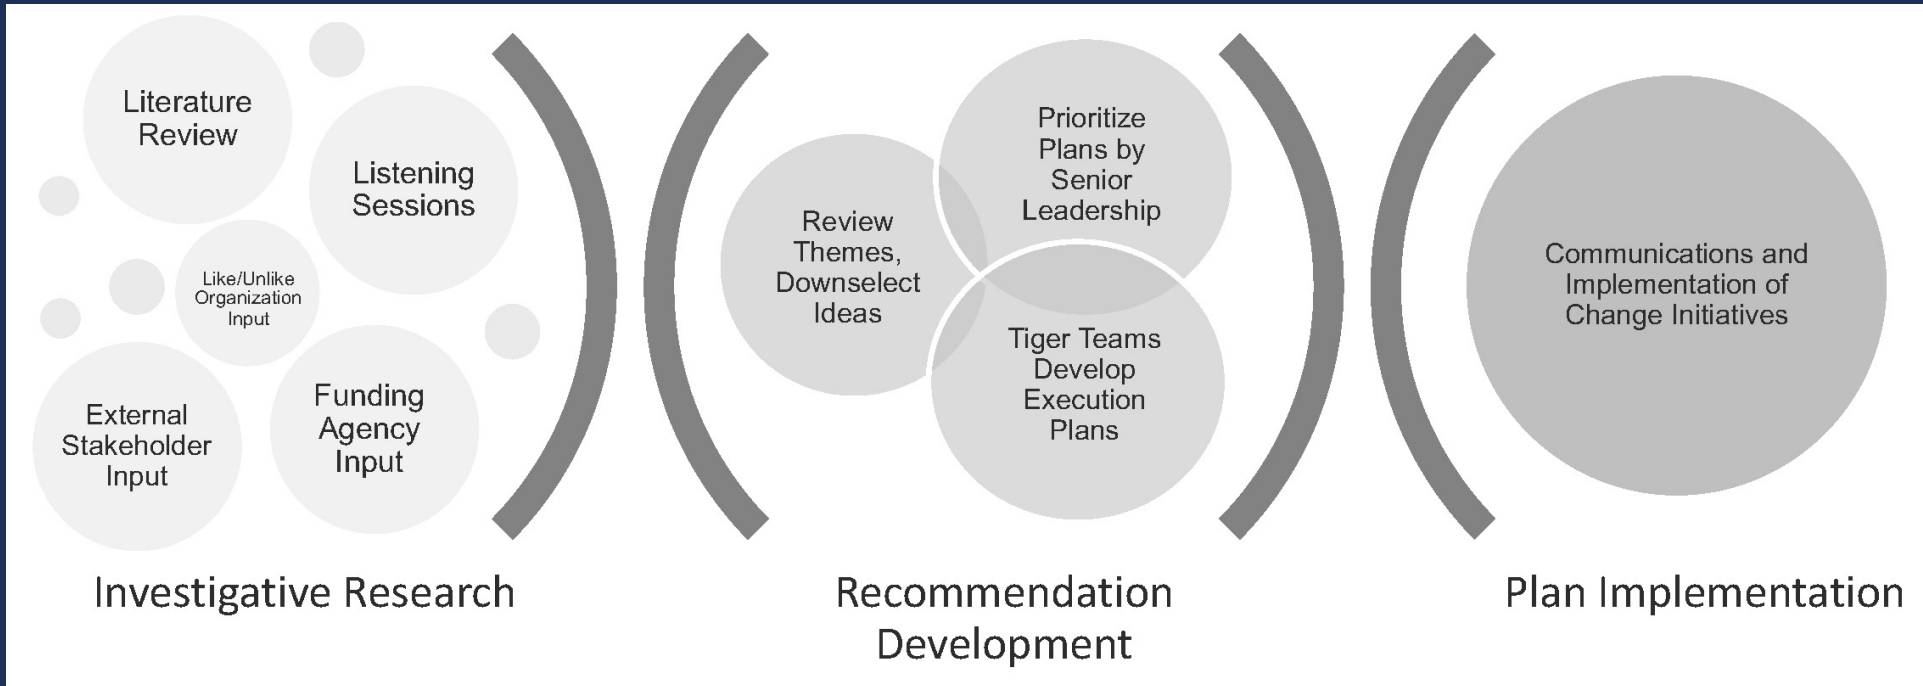 Literature
Review
Listening
Sessions
Like/Unlike
Organization
Input
External
Stakeholder
Input
Funding
Agency
Input
Investigative Research
Review
Themes,
Downselect
Ideas
Prioritize
Plans by
Senior
Leadership
Tiger Teams
Develop
Execution
Plans
Recommendation
Development
Communications and
Implementation of
Change Initiatives
Plan Implementation